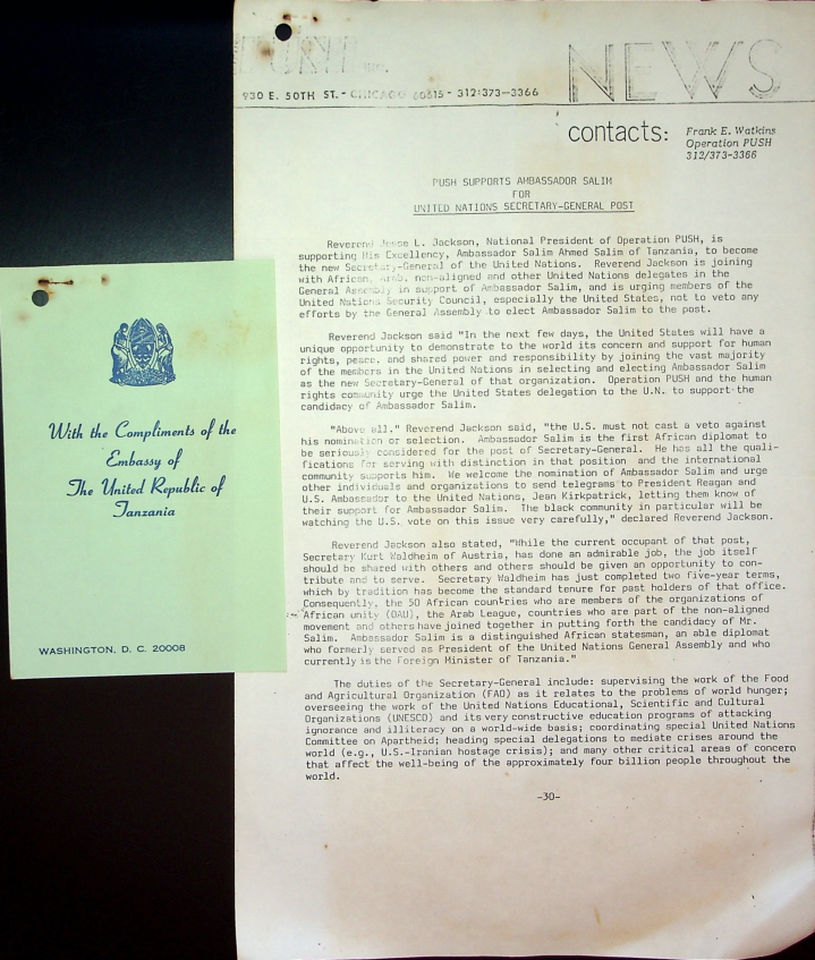 PUSH inc.
NEWS
930 E. 50TH ST. - CHICAGO 60615 - 312:373-3366
contacts:
Frank E. Watkins
Operation PUSH
312/373-3366
PUSH SUPPORTS AMBASSADOR SALIM
FOR
UNITED NATIONS SECRETARY-GENERAL POST
Reverend Jesse L. Jackson, National President of Operation PUSH, is
supporting His Excellency, Ambassador Salim Ahmed Salim of Tanzania, to become
the new Secretary-General of the United Nations. Reverend Jackson is joining
with African, Arab, non-aligned and other United Nations delegates in the
General Assembly in support of Ambassador Salim, and is urging members of the
United Nations Security Council, especially the United States, not to veto any
efforts by the General Assembly to elect Ambassador Salim to the post.
Reverend Jackson said "In the next few days, the United States will have a
unique opportunity to demonstrate to the world its concern and support for human
rights, peace. and shared power and responsibility by joining the vast majority
of the members in the United Nations in selecting and electing Ambassador Salim
as the new Secretary-General of that organization. Operation PUSH and the human
rights community urge the United States delegation to the U.N. to support the
candidacy of Ambassador Salim.
"Above all." Reverend Jackson said, "the U.S. must not cast a veto against
his nomination or selection. Ambassador Salim is the first African diplomat to
be seriously considered for the post of Secretary-General. He has all the quali-
fications for serving with distinction in that position and the international
community supports him. We welcome the nomination of Ambassador Salim and urge
other individuals and organizations to send telegrams to President Reagan and
U.S. Ambassador to the United Nations, Jean Kirkpatrick, letting them know of
their support for Ambassador Salim. The black community in particular will be
watching the U.S. vote on this issue very carefully," declared Reverend Jackson.
Reverend Jackson also stated, "While the current occupant of that post,
Secretary Kurt Waldheim of Austria, has done an admirable job, the job itself
should be shared with others and others should be given an opportunity to con-
tribute and to serve. Secretary Waldheim has just completed two five-year terms,
which by tradition has become the standard tenure for past holders of that office.
Consequently, the 50 African countries who are members of the organizations of
African unity (OAU), the Arab League, countries who are part of the non-aligned
movement and others have joined together in putting forth the candidacy of Mr.
Salim. Ambassador Salim is a distinguished African statesman, an able diplomat
who formerly served as President of the United Nations General Assembly and who
currently is the Foreign Minister of Tanzania."
The duties of the Secretary-General include: supervising the work of the Food
and Agricultural Organization (FAO) as it relates to the problems of world hunger;
overseeing the work of the United Nations Educational, Scientific and Cultural
Organizations (UNESCO) and its very constructive education programs of attacking
ignorance and illiteracy on a world-wide basis; coordinating special United Nations
Committee on Apartheid; heading special delegations to mediate crises around the
world (e.g., U.S.-Iranian hostage crisis); and many other critical areas of concern
that affect the well-being of the approximately four billion people throughout the
world.
-30-
With the Compliments of the
Embassy of
The United Republic of
Tanzania
WASHINGTON, D. C. 20008